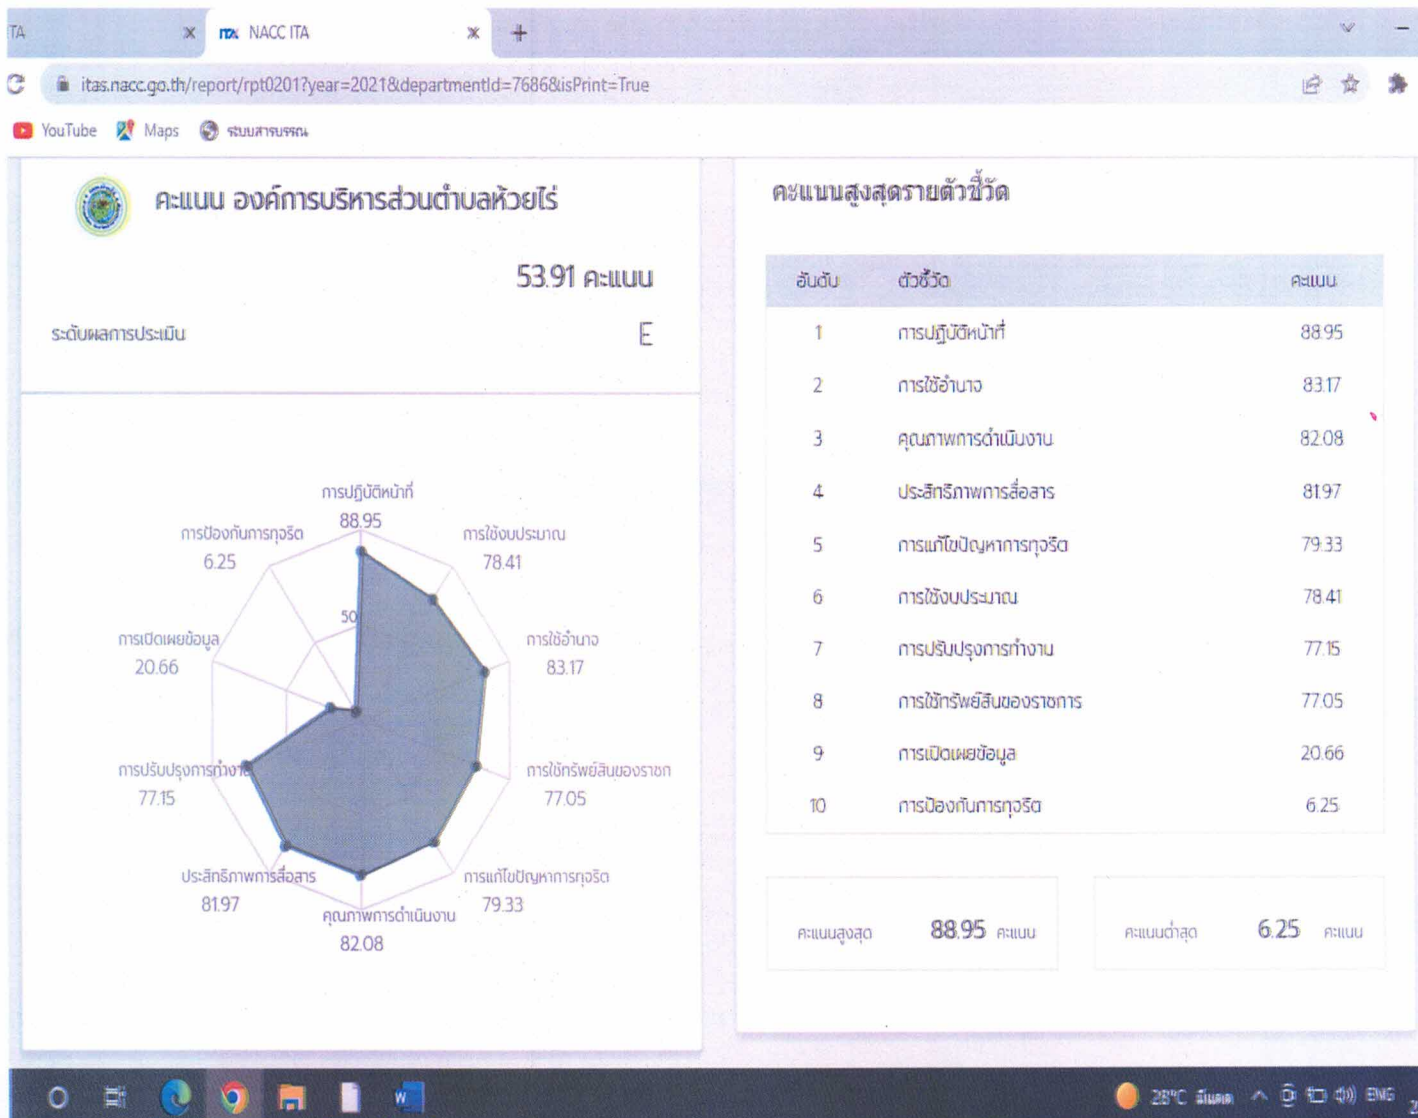 TA
ITA NACC ITA
itas.nacc.go.th/report/rpt0201?year=2021&departmentId=7686&isPrint=True
YouTube Maps ระบบสารบรรณ
คะแนน องค์การบริหารส่วนตำบลห้วยไร่
53.91 คะแนน
ระดับผลการประเมิน E
การปฏิบัติหน้าที่
88.95
การใช้งบประมาณ
78.41
การใช้อำนาจ
83.17
การใช้ทรัพย์สินของราชก
77.05
การแก้ไขปัญหาการทุจริต
79.33
คุณภาพการดำเนินงาน
82.08
ประสิทธิภาพการสื่อสาร
81.97
การปรับปรุงการทำงาน
77.15
การเปิดเผยข้อมูล
20.66
การป้องกันการทุจริต
6.25
50
คะแนนสูงสุดรายตัวชี้วัด
อันดับ ตัวชี้วัด คะแนน
1 การปฏิบัติหน้าที่ 88.95
2 การใช้อำนาจ 83.17
3 คุณภาพการดำเนินงาน 82.08
4 ประสิทธิภาพการสื่อสาร 81.97
5 การแก้ไขปัญหาการทุจริต 79.33
6 การใช้งบประมาณ 78.41
7 การปรับปรุงการทำงาน 77.15
8 การใช้ทรัพย์สินของราชการ 77.05
9 การเปิดเผยข้อมูล 20.66
10 การป้องกันการทุจริต 6.25
คะแนนสูงสุด 88.95 คะแนน
คะแนนต่ำสุด 6.25 คะแนน
28°C มีแดด ENG